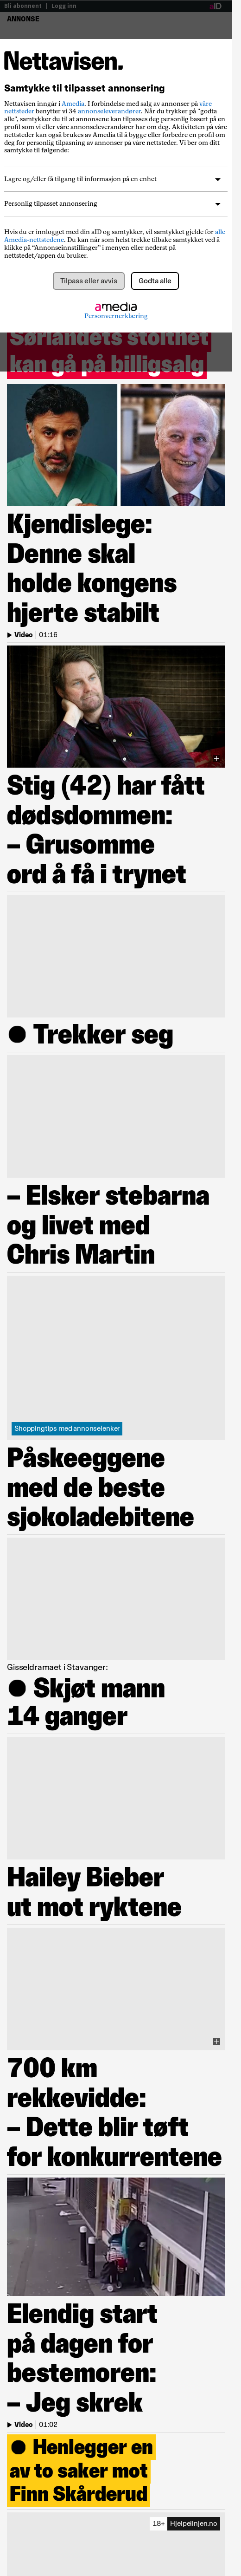 Bli abonnent | Logg inn
ANNONSE
Nettavisen.
Samtykke til tilpasset annonsering
Nettavisen inngår i Amedia. I forbindelse med salg av annonser på våre
nettsteder benytter vi 34 annonseleverandører. Når du trykker på "godta
alle", samtykker du til at annonsene kan tilpasses deg personlig basert på en
profil som vi eller våre annonseleverandører har om deg. Aktiviteten på våre
nettsteder kan også brukes av Amedia til å bygge eller forbedre en profil om
deg for personlig tilpasning av annonser på våre nettsteder. Vi ber om ditt
samtykke til følgende:
Lagre og/eller få tilgang til informasjon på en enhet
Personlig tilpasset annonsering
Hvis du er innlogget med din aID og samtykker, vil samtykket gjelde for alle
Amedia-nettstedene. Du kan når som helst trekke tilbake samtykket ved å
klikke på “Annonseinnstillinger” i menyen eller nederst på
nettstedet/appen du bruker.
Tilpass eller avvis
Godta alle
amedia
Personvernerklæring
Sørlandets stolthet
kan gå på billigsalg
Kjendislege:
Denne skal
holde kongens
hjerte stabilt
Video | 01:16
Stig (42) har fått
dødsdommen:
– Grusomme
ord å få i trynet
Trekker seg
– Elsker stebarna
og livet med
Chris Martin
Shoppingtips med annonselenker
Påskeeggene
med de beste
sjokoladebitene
Gisseldramaet i Stavanger:
Skjøt mann
14 ganger
Hailey Bieber
ut mot ryktene
700 km
rekkevidde:
– Dette blir tøft
for konkurrentene
Elendig start
på dagen for
bestemoren:
– Jeg skrek
Video | 01:02
Henlegger en
av to saker mot
Finn Skårderud
18+ Hjelpelinjen.no